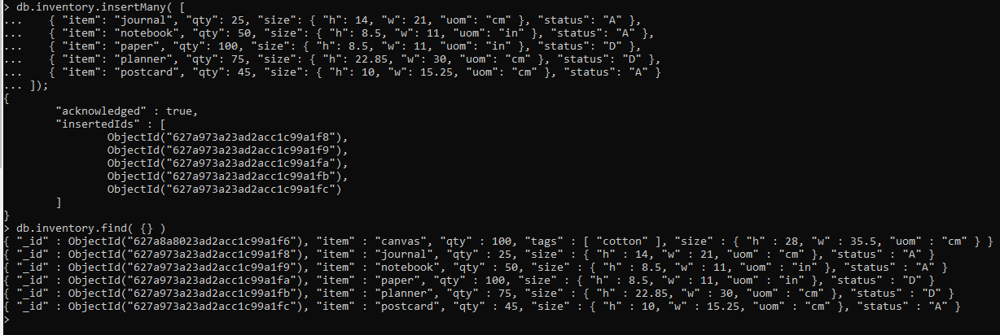 > db.inventory.insertMany( [
...    { "item": "journal", "qty": 25, "size": { "h": 14, "w": 21, "uom": "cm" }, "status": "A" },
...    { "item": "notebook", "qty": 50, "size": { "h": 8.5, "w": 11, "uom": "in" }, "status": "A" },
...    { "item": "paper", "qty": 100, "size": { "h": 8.5, "w": 11, "uom": "in" }, "status": "D" },
...    { "item": "planner", "qty": 75, "size": { "h": 22.85, "w": 30, "uom": "cm" }, "status": "D" },
...    { "item": "postcard", "qty": 45, "size": { "h": 10, "w": 15.25, "uom": "cm" }, "status": "A" }
... ]);
{
        "acknowledged" : true,
        "insertedIds" : [
                ObjectId("627a973a23ad2acc1c99a1f8"),
                ObjectId("627a973a23ad2acc1c99a1f9"),
                ObjectId("627a973a23ad2acc1c99a1fa"),
                ObjectId("627a973a23ad2acc1c99a1fb"),
                ObjectId("627a973a23ad2acc1c99a1fc")
        ]
}
> db.inventory.find( {} )
{ "_id" : ObjectId("627a8a8023ad2acc1c99a1f6"), "item" : "canvas", "qty" : 100, "tags" : [ "cotton" ], "size" : { "h" : 28, "w" : 35.5, "uom" : "cm" } }
{ "_id" : ObjectId("627a973a23ad2acc1c99a1f8"), "item" : "journal", "qty" : 25, "size" : { "h" : 14, "w" : 21, "uom" : "cm" }, "status" : "A" }
{ "_id" : ObjectId("627a973a23ad2acc1c99a1f9"), "item" : "notebook", "qty" : 50, "size" : { "h" : 8.5, "w" : 11, "uom" : "in" }, "status" : "A" }
{ "_id" : ObjectId("627a973a23ad2acc1c99a1fa"), "item" : "paper", "qty" : 100, "size" : { "h" : 8.5, "w" : 11, "uom" : "in" }, "status" : "D" }
{ "_id" : ObjectId("627a973a23ad2acc1c99a1fb"), "item" : "planner", "qty" : 75, "size" : { "h" : 22.85, "w" : 30, "uom" : "cm" }, "status" : "D" }
{ "_id" : ObjectId("627a973a23ad2acc1c99a1fc"), "item" : "postcard", "qty" : 45, "size" : { "h" : 10, "w" : 15.25, "uom" : "cm" }, "status" : "A" }
>